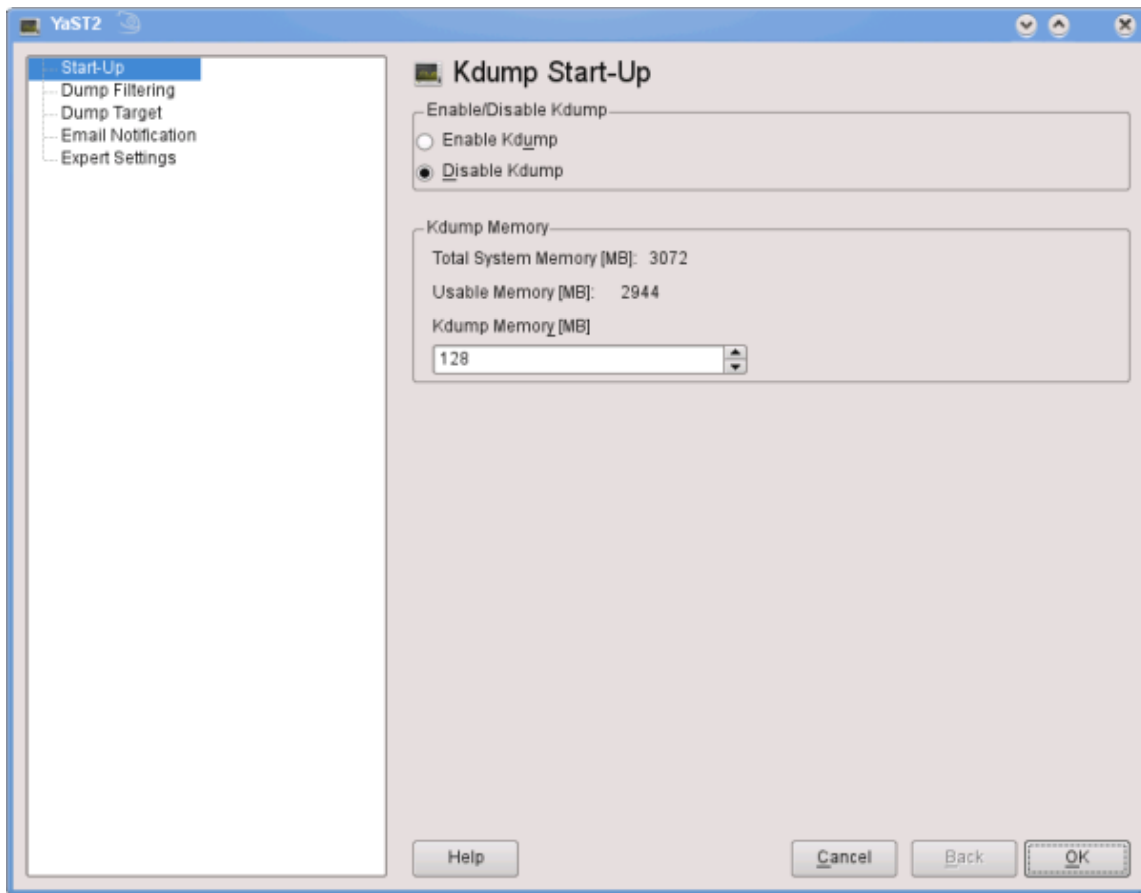 YaST2
Start-Up
Dump Filtering
Dump Target
Email Notification
Expert Settings
Kdump Start-Up
Enable/Disable Kdump
Enable Kdump
Disable Kdump
Kdump Memory
Total System Memory [MB]: 3072
Usable Memory [MB]: 2944
Kdump Memory [MB]
128
Help
Cancel
Back
OK